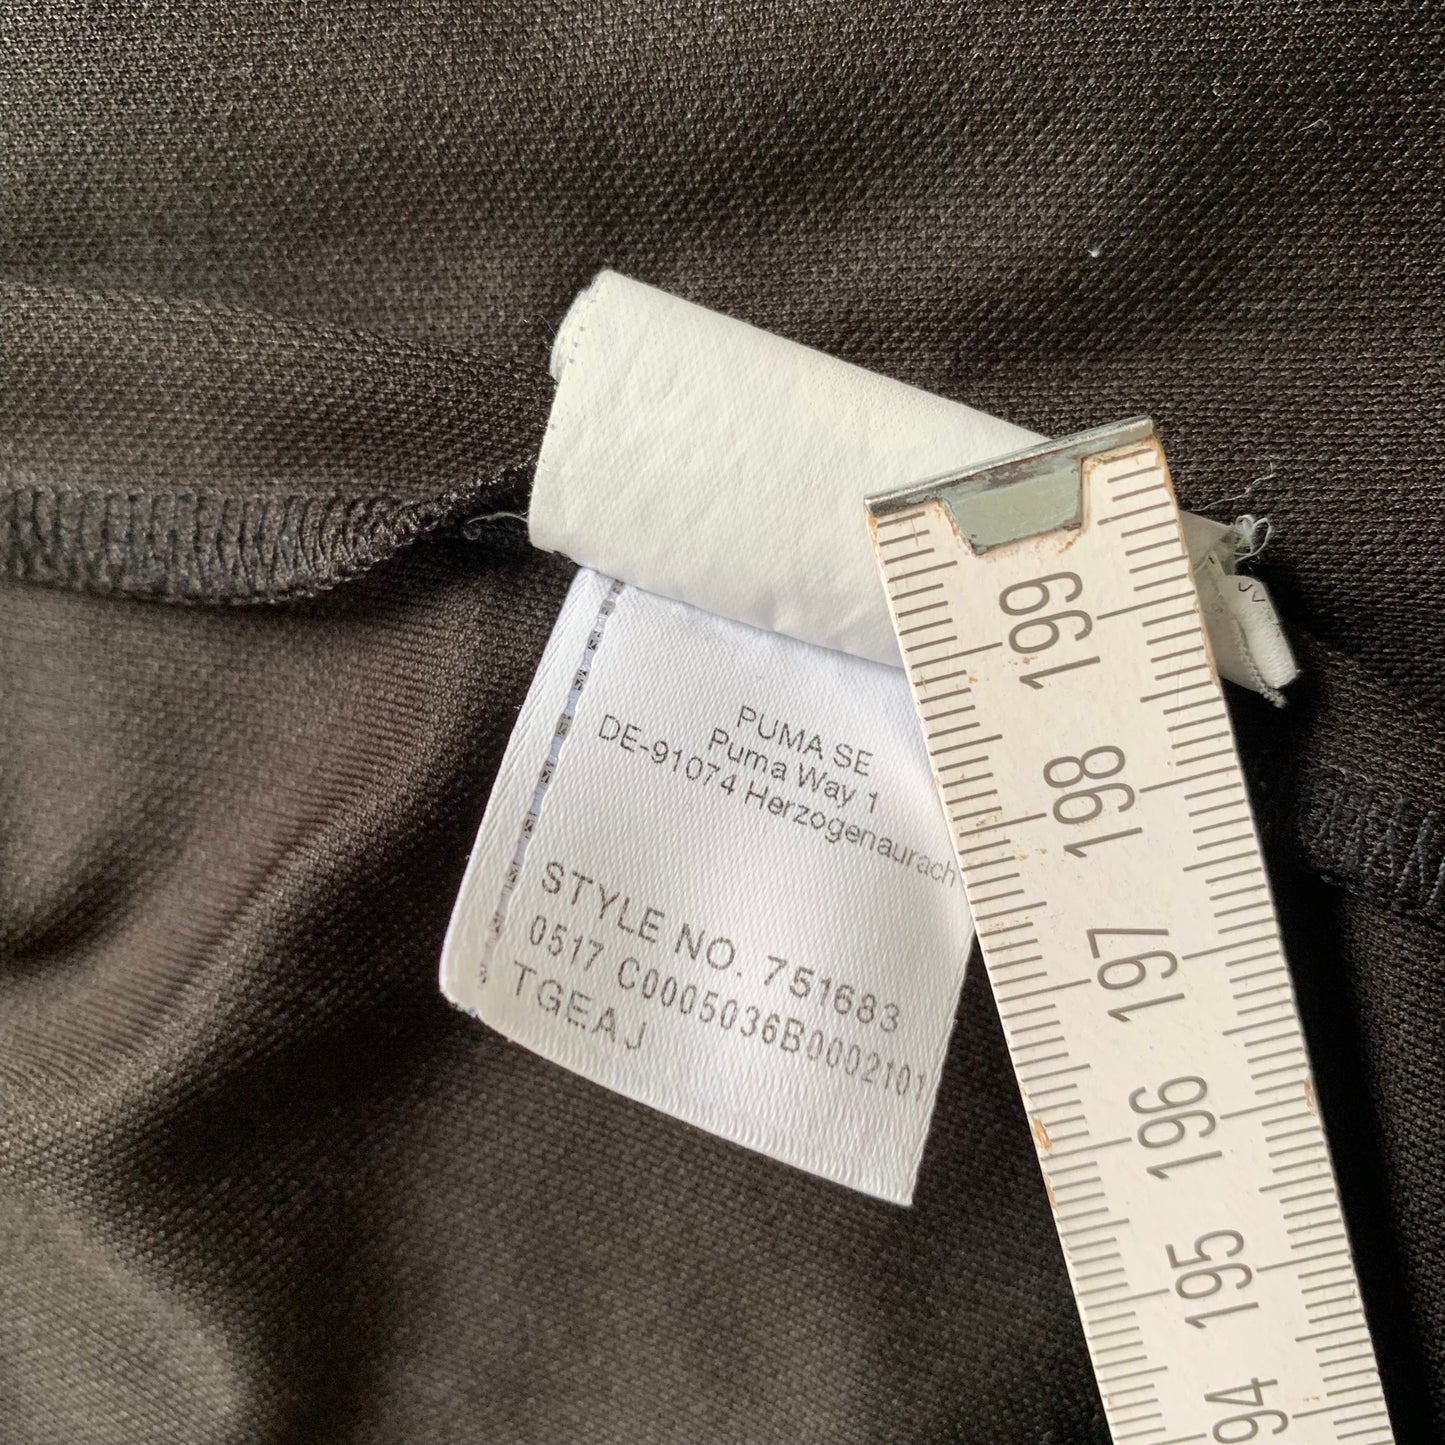 PUMA SE
Puma Way 1
DE-91074 Herzogenaurach
STYLE NO. 751683
0517 C0005036B0002101
TGEAJ
199
198
197
196
195
94